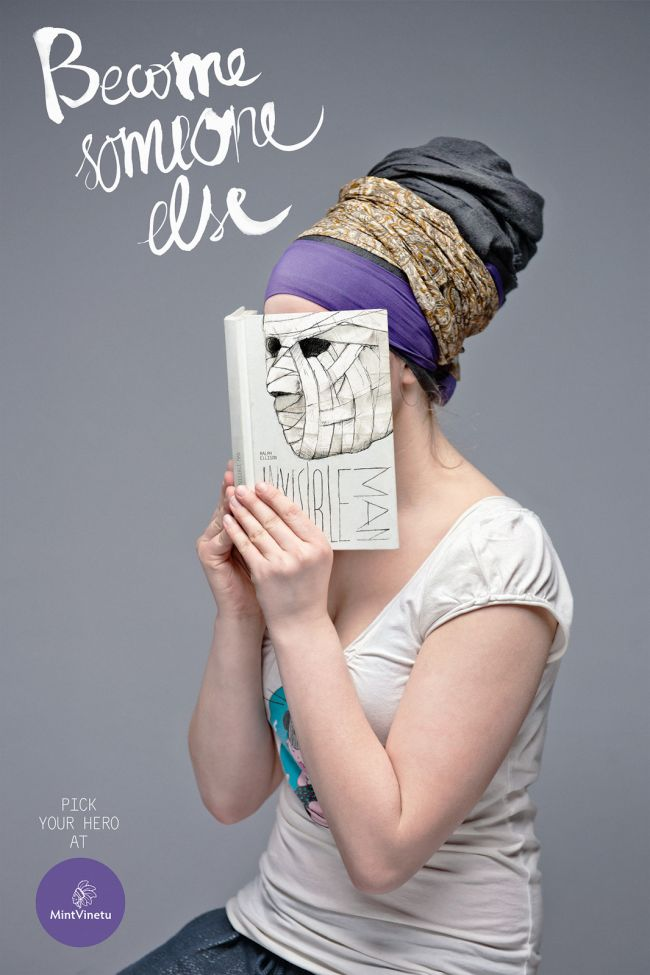 Become
someone
else
RALPH
ELLISON
INVISIBLE
MAN
PICK
YOUR HERO
AT
MintVinetu